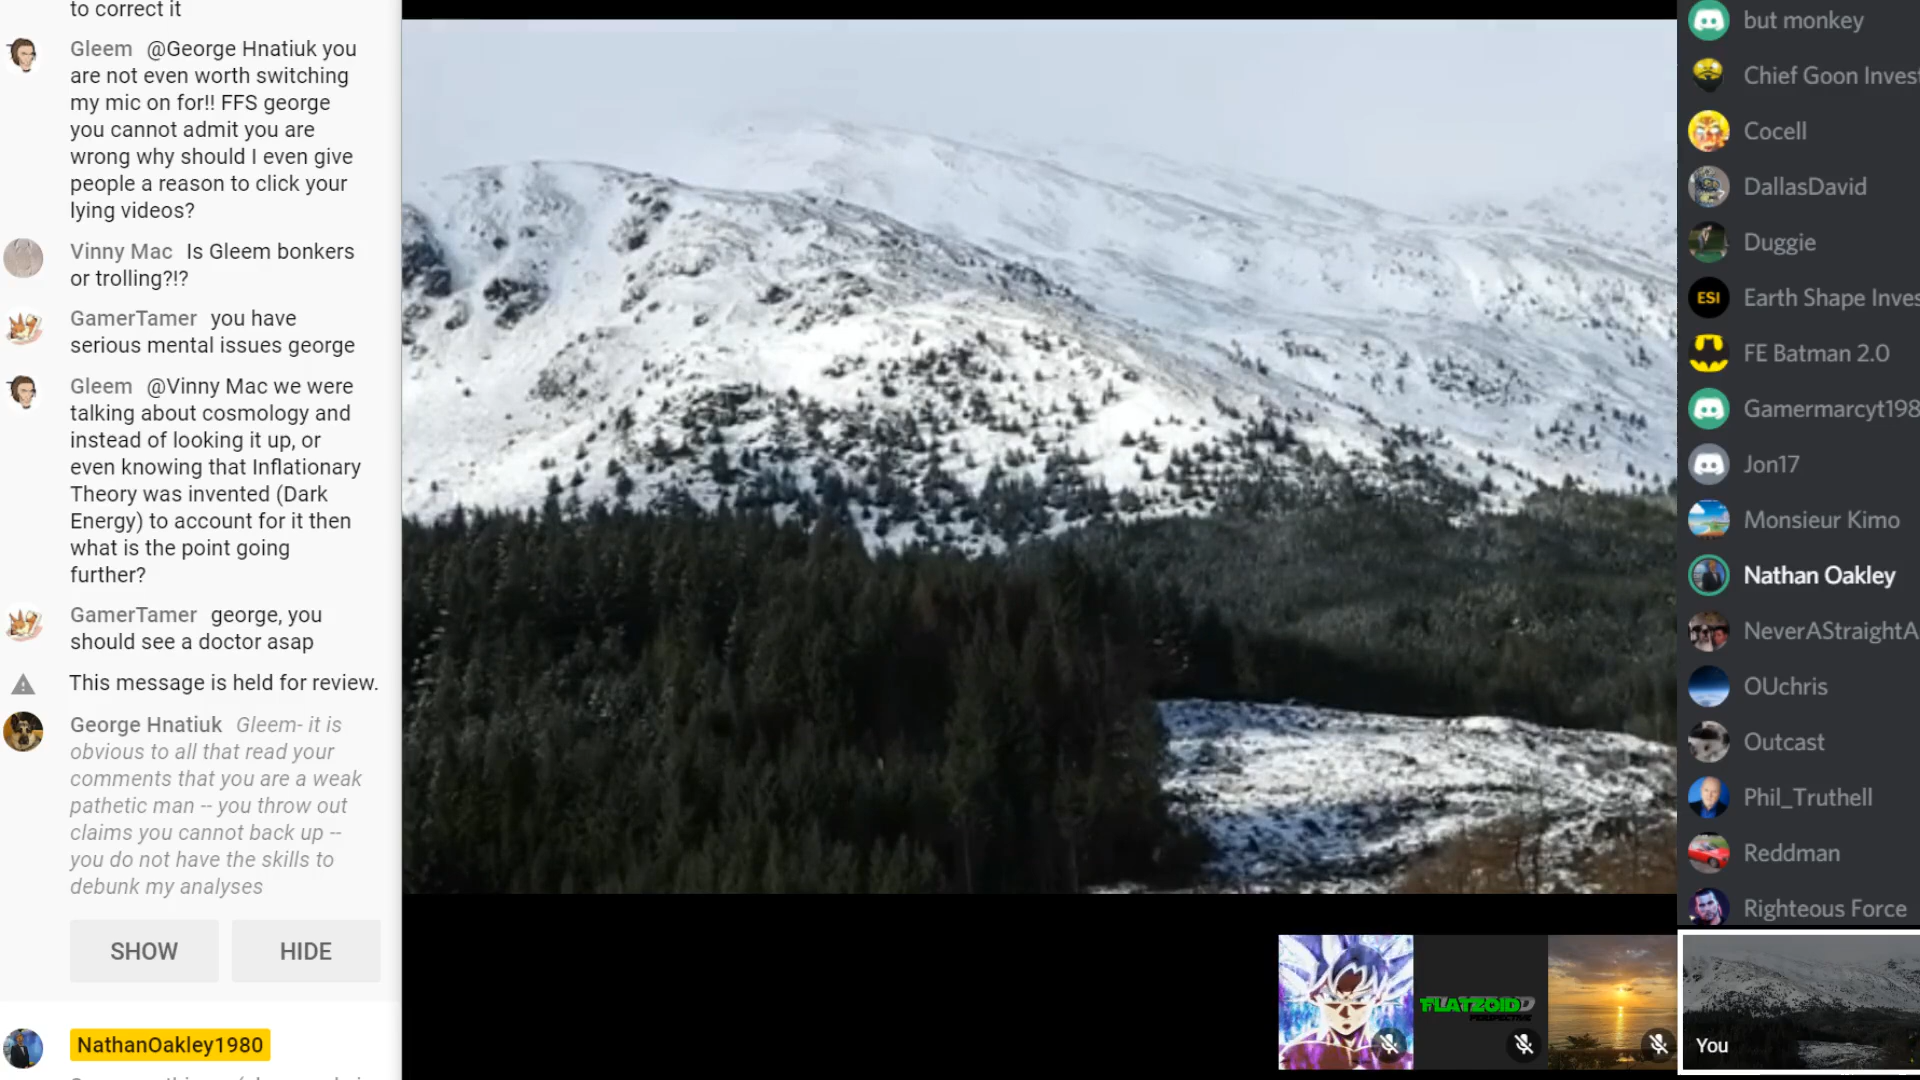 to correct it
Gleem @George Hnatiuk you
are not even worth switching
my mic on for!! FFS george
you cannot admit you are
wrong why should I even give
people a reason to click your
lying videos?
Vinny Mac Is Gleem bonkers
or trolling?!?
GamerTamer you have
serious mental issues george
Gleem @Vinny Mac we were
talking about cosmology and
instead of looking it up, or
even knowing that Inflationary
Theory was invented (Dark
Energy) to account for it then
what is the point going
further?
GamerTamer george, you
should see a doctor asap
This message is held for review.
George Hnatiuk Gleem- it is
obvious to all that read your
comments that you are a weak
pathetic man -- you throw out
claims you cannot back up --
you do not have the skills to
debunk my analyses
SHOW HIDE
NathanOakley1980
but monkey
Chief Goon Invest
Cocell
DallasDavid
Duggie
ESI Earth Shape Inves
FE Batman 2.0
Gamermarcyt198
Jon17
Monsieur Kimo
Nathan Oakley
NeverAStraightA
OUchris
Outcast
Phil_Truthell
Reddman
Righteous Force
FLATZOID
PERSPECTIVE
You